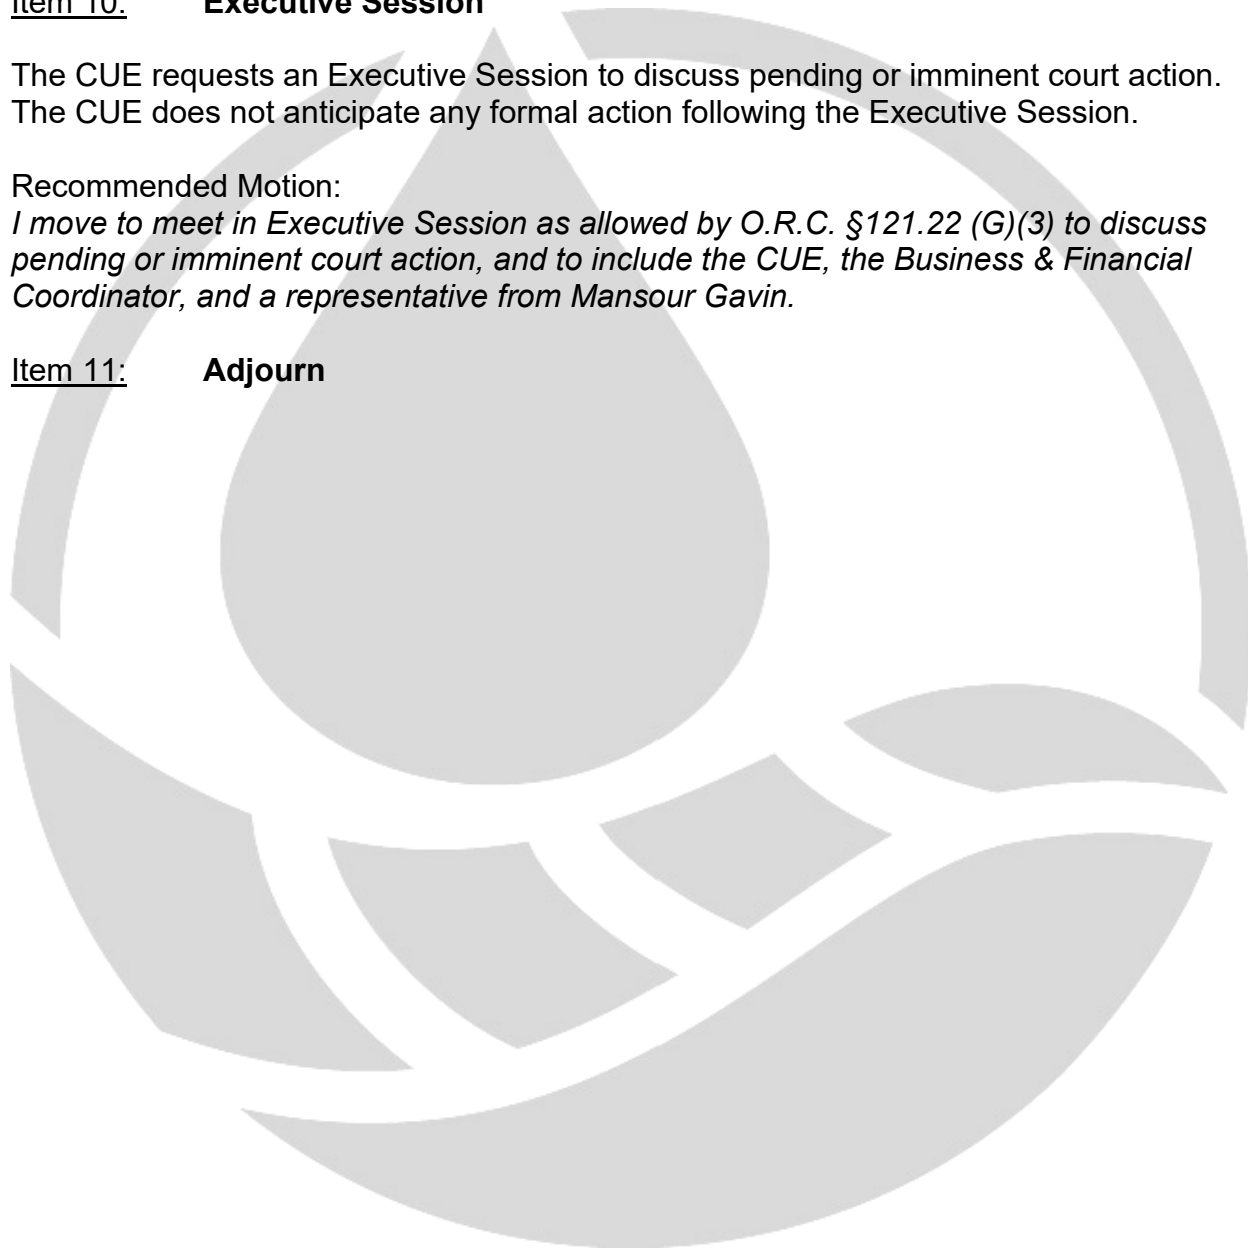 Item 10: Executive Session
The CUE requests an Executive Session to discuss pending or imminent court action.
The CUE does not anticipate any formal action following the Executive Session.
Recommended Motion:
I move to meet in Executive Session as allowed by O.R.C. §121.22 (G)(3) to discuss
pending or imminent court action, and to include the CUE, the Business & Financial
Coordinator, and a representative from Mansour Gavin.
Item 11: Adjourn